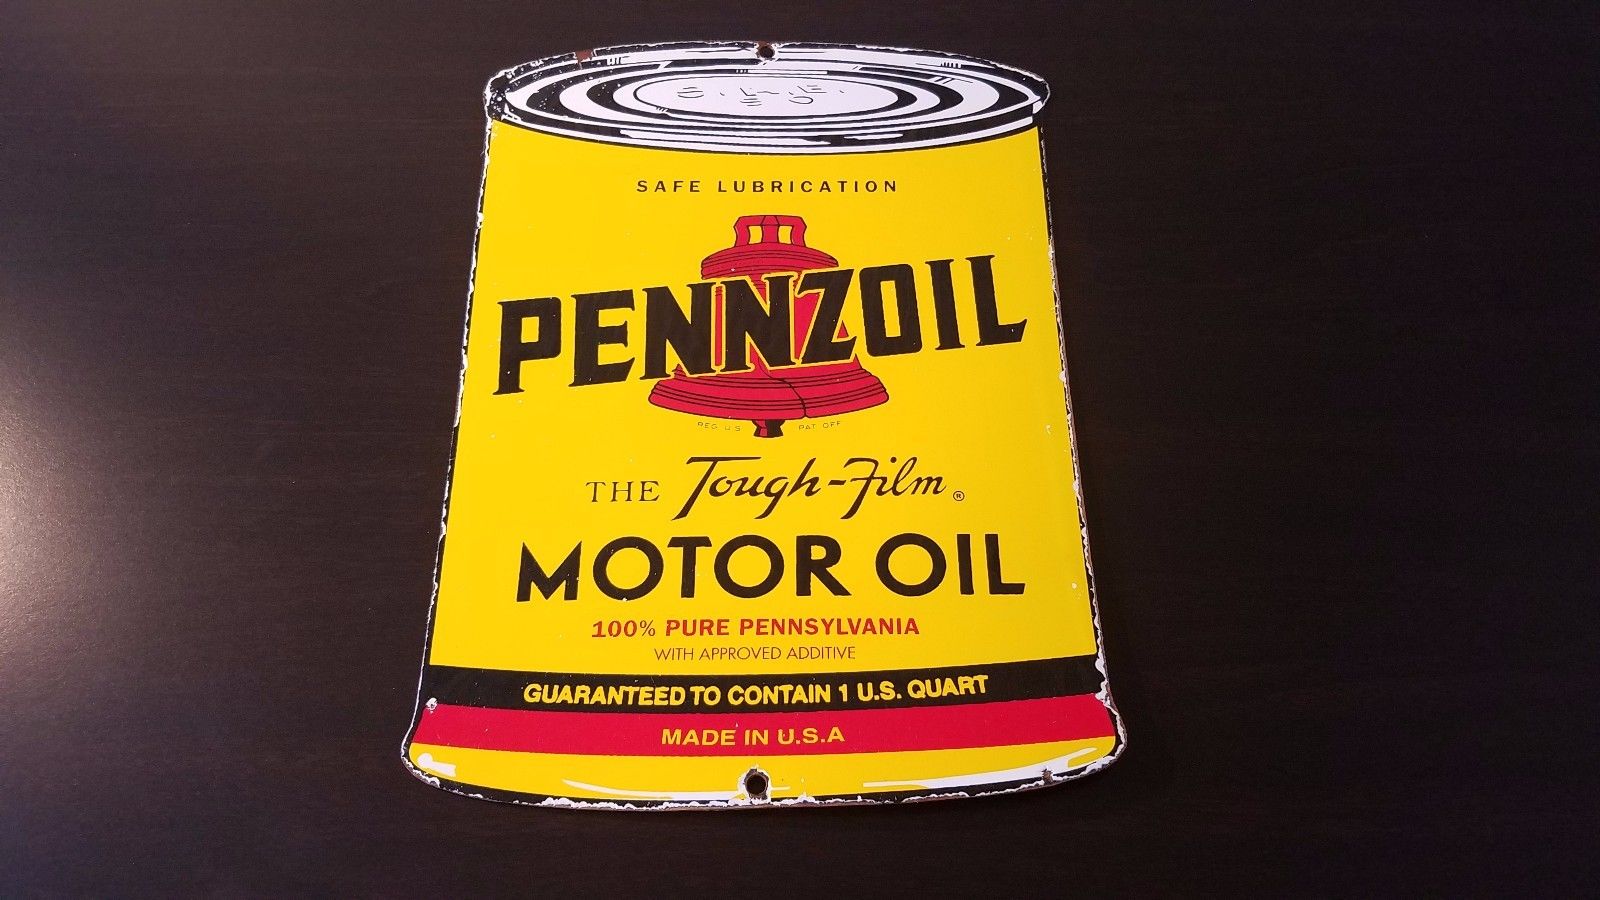 SAFE LUBRICATION
PENNZOIL
REG U.S PAT OFF
THE Tough-Film®
MOTOR OIL
100% PURE PENNSYLVANIA
WITH APPROVED ADDITIVE
GUARANTEED TO CONTAIN 1 U.S. QUART
MADE IN U.S.A